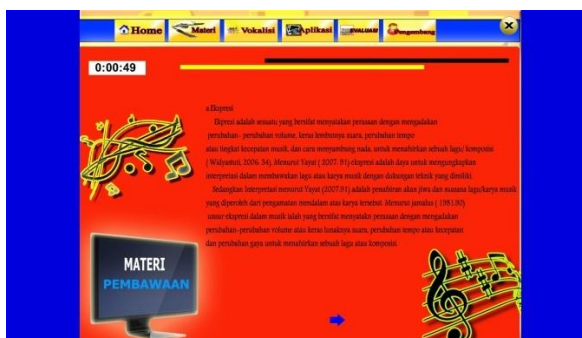 Home Materi Vokalisi Aplikasi EVALUASI Pengembang X
0:00:49
a.Ekspresi
Ekpresi adalah sesuatu yang bersifat menyatakan perasaan dengan mengadakan
perubahan- perubahan volume, keras lembutnya suara, perubahan tempo
atau tingkat kecepatan musik, dan cara menyambung nada, untuk menafsirkan sebuah lagu/ komposisi
( Widyastuti, 2006: 34). Menurut Yayat ( 2007: 81) ekspresi adalah daya untuk mengungkapkan
interpretasi dalam membawakan lagu atau karya musik dengan dukungan teknik yang dimiliki.
Sedangkan Interpretasi menurut Yayat (2007:81) adalah penafsiran akan jiwa dan suasana lagu/karya musik
yang diperoleh dari pengamatan mendalam atas karya tersebut. Menurut jamalus ( 1981:80)
unsur ekspresi dalam musik ialah yang bersifat menyatakn perasaan dengan mengadakan
perubahan-perubahan volume atau keras lunaknya suara, perubahan tempo atau kecepatan
dan perubahan gaya untuk menafsirkan sebuah lagu atau komposisi.
MATERI
PEMBAWAAN